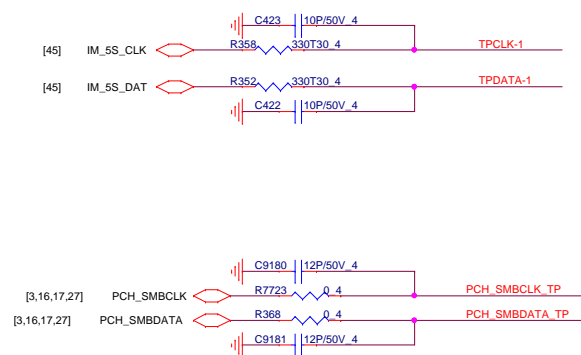 C423 10P/50V_4
R358 330T30_4 TPCLK-1
[45] IM_5S_CLK
R352 330T30_4 TPDATA-1
[45] IM_5S_DAT
C422 10P/50V_4
C9180 12P/50V_4
R7723 0_4 PCH_SMBCLK_TP
[3,16,17,27] PCH_SMBCLK
R368 0_4 PCH_SMBDATA_TP
[3,16,17,27] PCH_SMBDATA
C9181 12P/50V_4